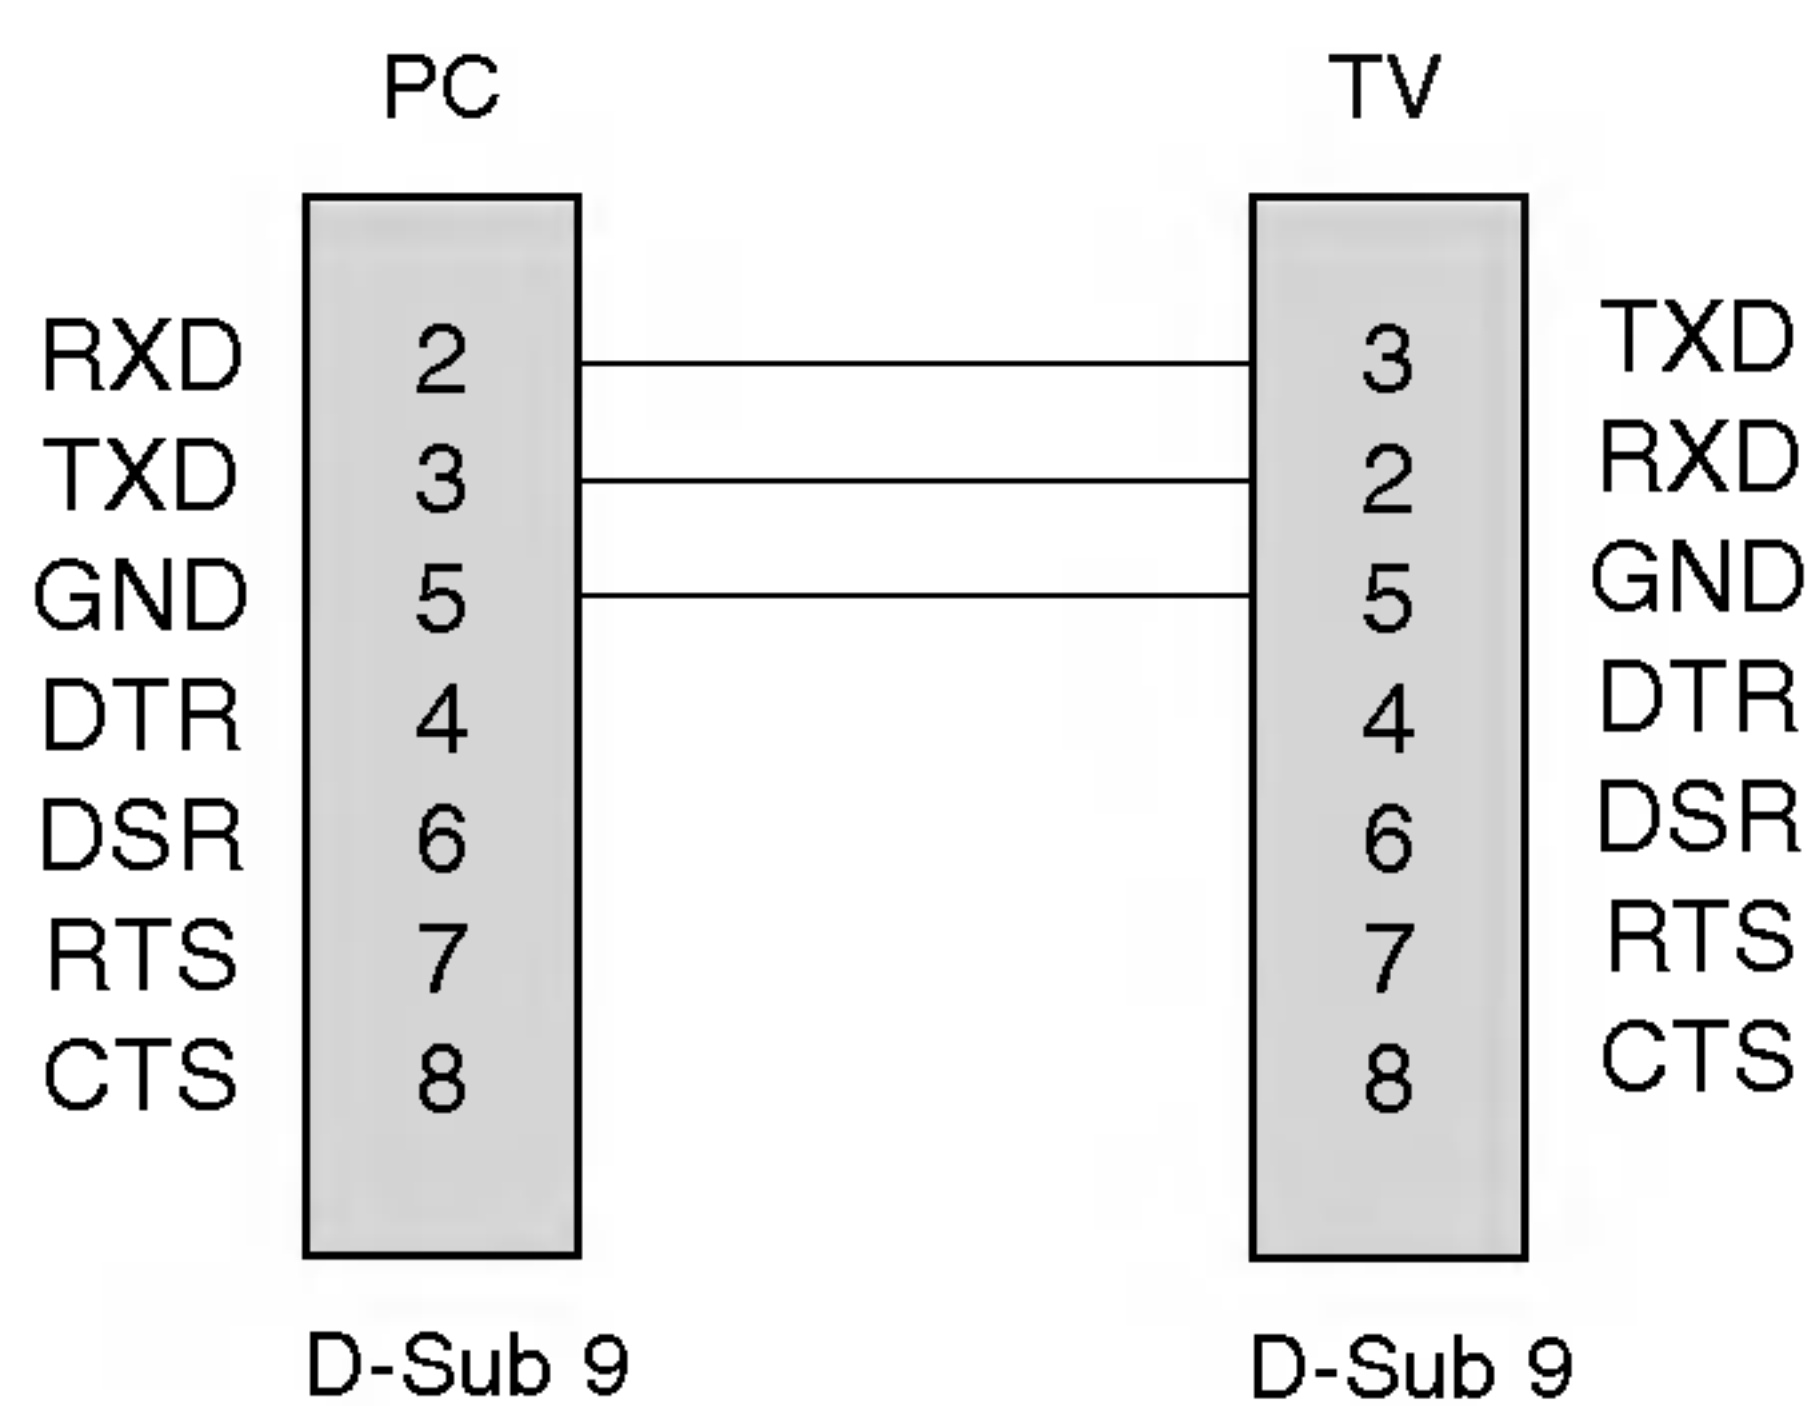 PC TV
RXD 2 3 TXD
TXD 3 2 RXD
GND 5 5 GND
DTR 4 4 DTR
DSR 6 6 DSR
RTS 7 7 RTS
CTS 8 8 CTS
D-Sub 9 D-Sub 9